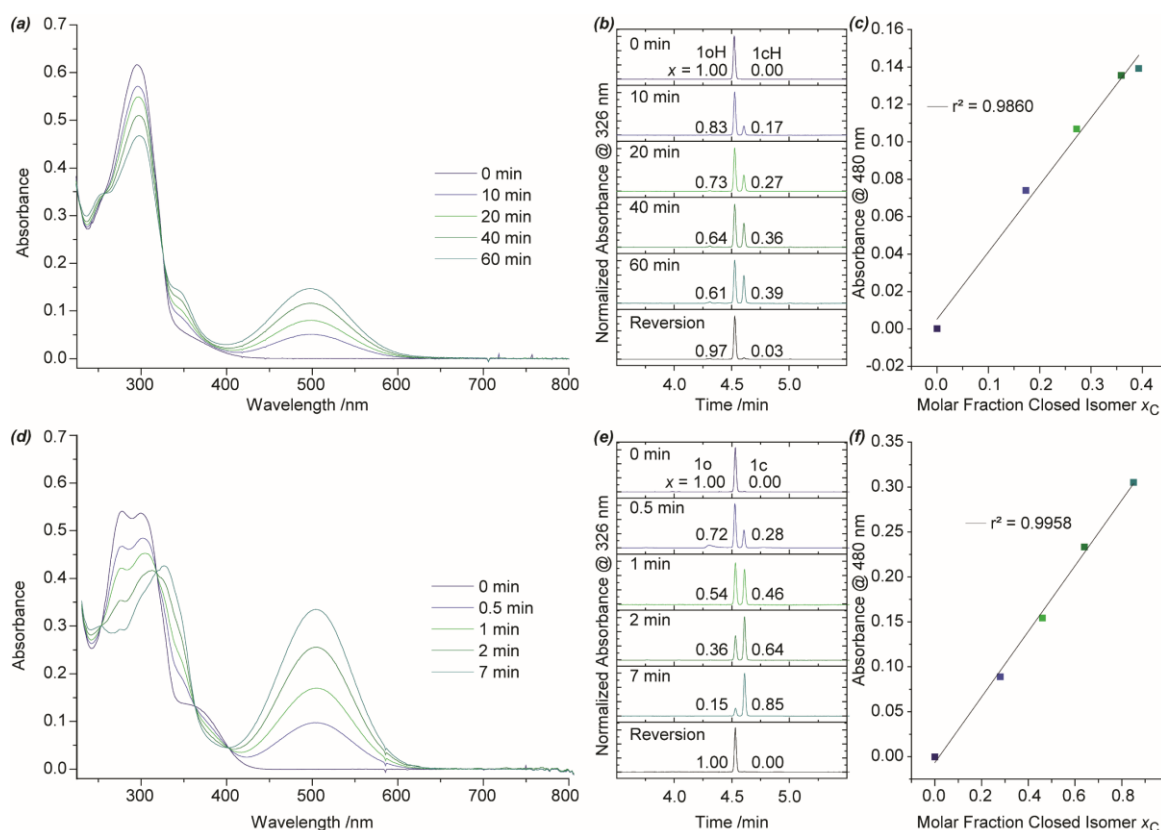 (a)
0.7
0.6
0.5
0.4
0.3
0.2
0.1
0.0
Absorbance
300
400
500
600
700
800
Wavelength /nm
0 min
10 min
20 min
40 min
60 min
(b)
Normalized Absorbance @ 326 nm
0 min
1oH 1cH
x = 1.00 0.00
10 min
0.83 0.17
20 min
0.73 0.27
40 min
0.64 0.36
60 min
0.61 0.39
Reversion
0.97 0.03
4.0
4.5
5.0
Time /min
(c)
0.16
0.14
0.12
0.10
0.08
0.06
0.04
0.02
0.00
-0.02
Absorbance @ 480 nm
r² = 0.9860
0.0
0.1
0.2
0.3
0.4
Molar Fraction Closed Isomer xC
(d)
0.7
0.6
0.5
0.4
0.3
0.2
0.1
0.0
Absorbance
300
400
500
600
700
800
Wavelength /nm
0 min
0.5 min
1 min
2 min
7 min
(e)
Normalized Absorbance @ 326 nm
0 min
1o 1c
x = 1.00 0.00
0.5 min
0.72 0.28
1 min
0.54 0.46
2 min
0.36 0.64
7 min
0.15 0.85
Reversion
1.00 0.00
4.0
4.5
5.0
Time /min
(f)
0.35
0.30
0.25
0.20
0.15
0.10
0.05
0.00
Absorbance @ 480 nm
r² = 0.9958
0.0
0.2
0.4
0.6
0.8
Molar Fraction Closed Isomer xC